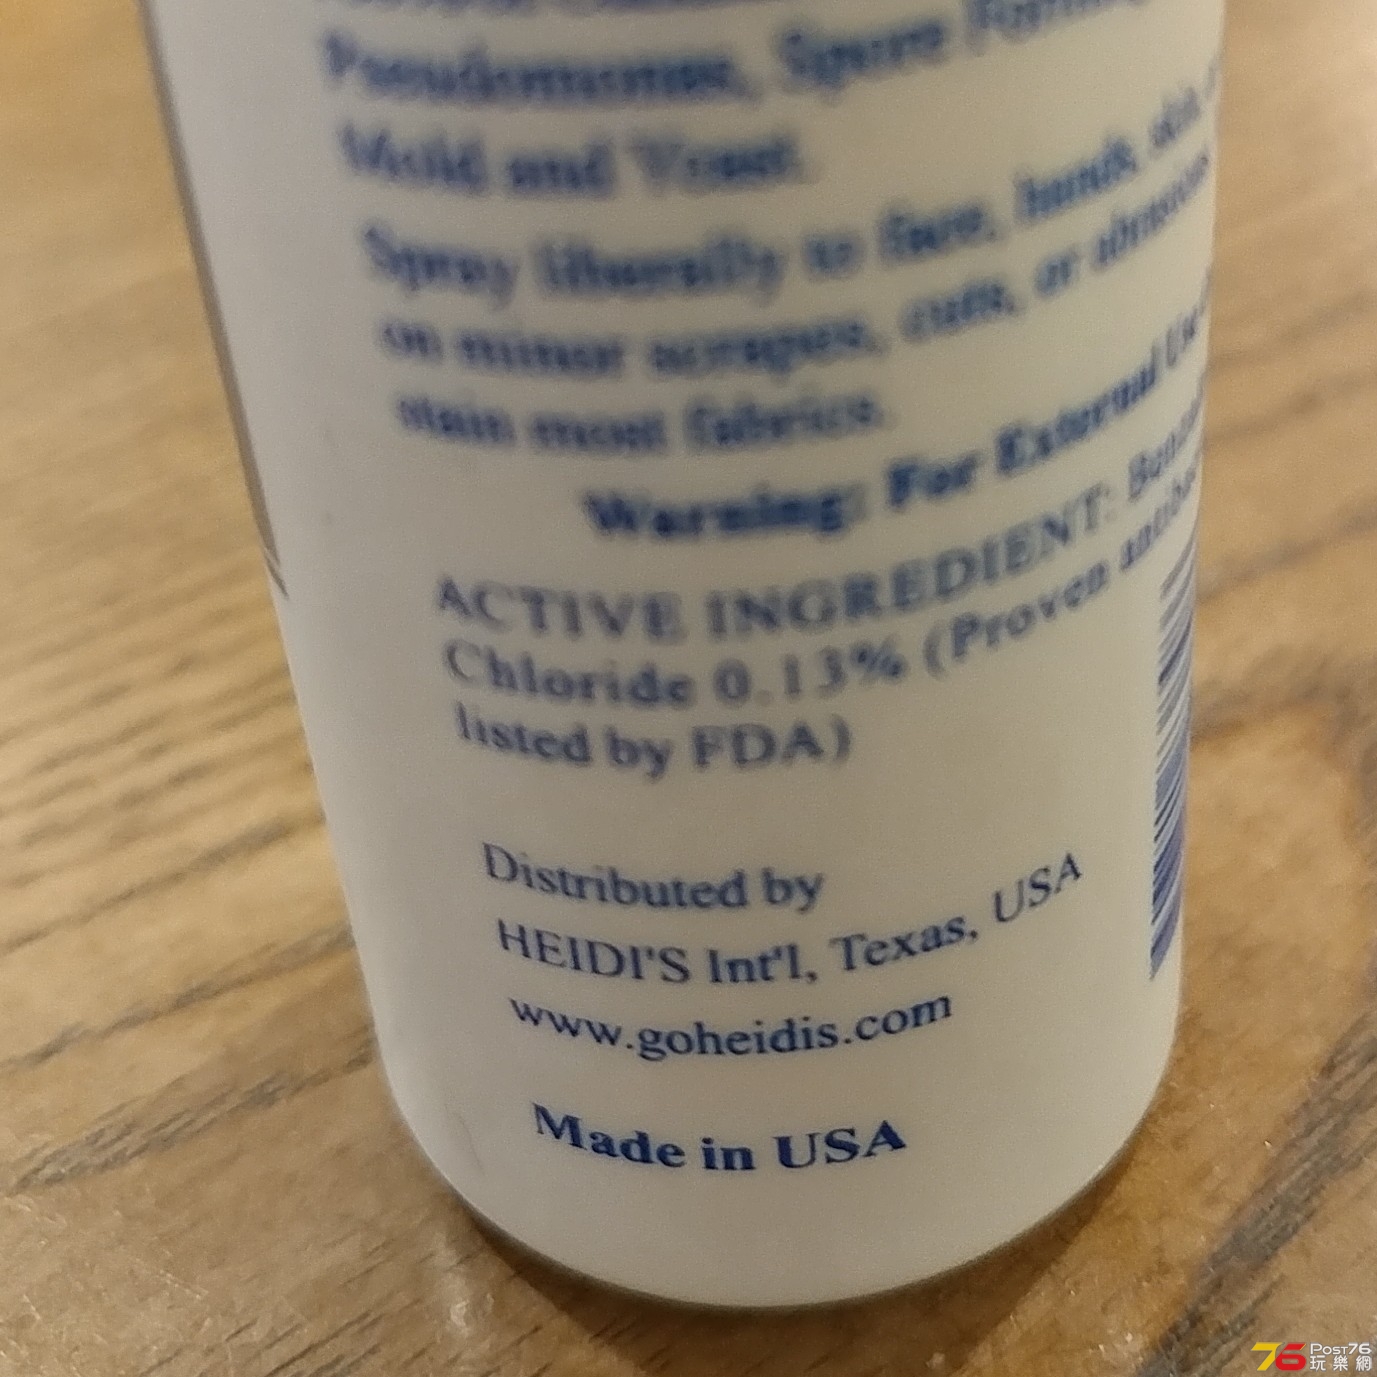 Pseudomonas, Spore Forming
Mold and Yeast.
Spray liberally to face, hands, skin,
on minor scrapes, cuts, or abrasions
stain most fabrics.
Warning: For External Use
ACTIVE INGREDIENT:
Chloride 0.13% (Proven
listed by FDA)
Distributed by
HEIDI'S Int'l, Texas, USA
www.goheidis.com
Made in USA
76 Post76
玩樂網